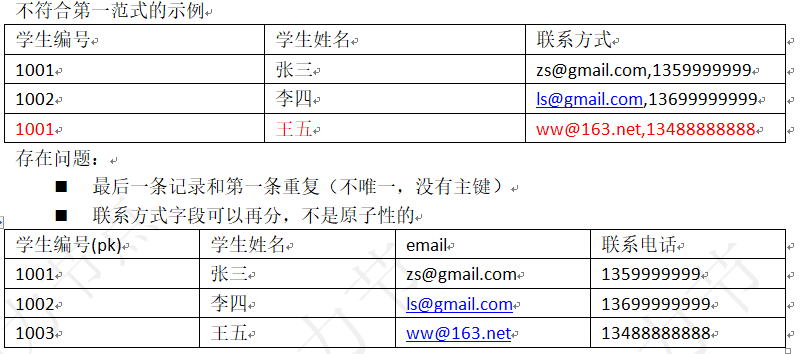 不符合第一范式的示例
学生编号 学生姓名 联系方式
1001 张三 zs@gmail.com,1359999999
1002 李四 ls@gmail.com,13699999999
1001 王五 ww@163.net,13488888888
存在问题：
■ 最后一条记录和第一条重复（不唯一，没有主键）
■ 联系方式字段可以再分，不是原子性的
学生编号(pk) 学生姓名 email 联系电话
1001 张三 zs@gmail.com 1359999999
1002 李四 ls@gmail.com 13699999999
1003 王五 ww@163.net 13488888888